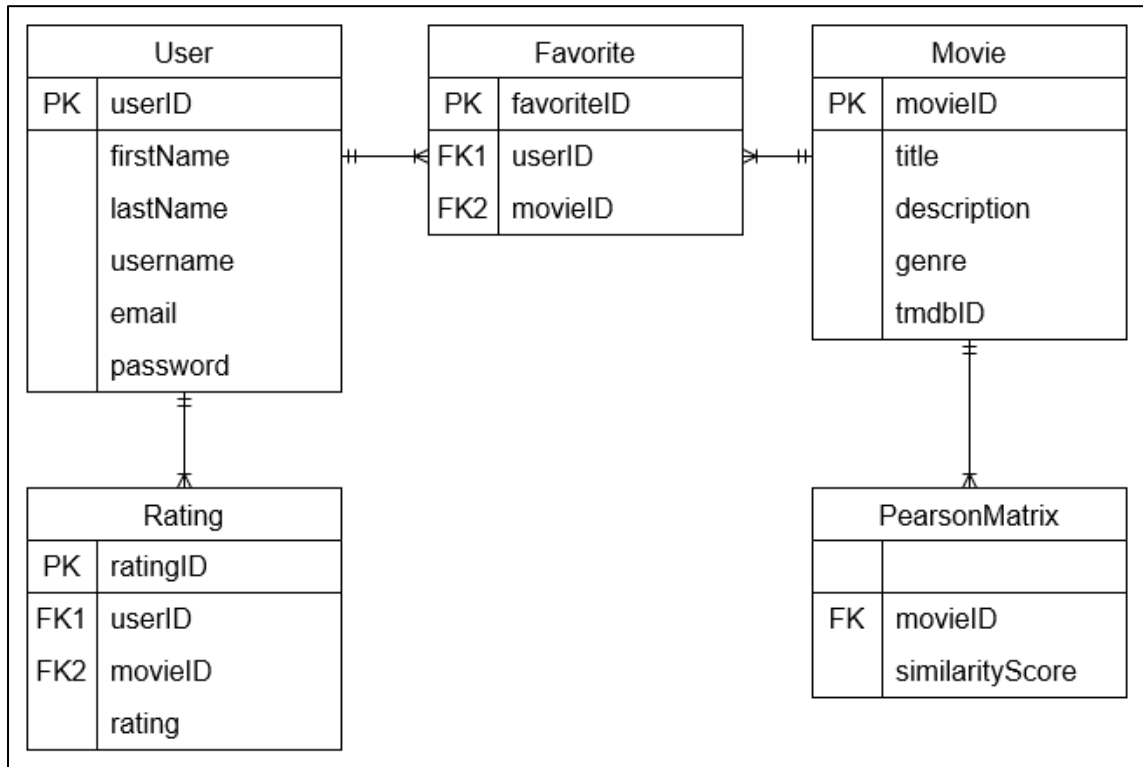 User
PK userID
firstName
lastName
username
email
password
Favorite
PK favoriteID
FK1 userID
FK2 movieID
Movie
PK movieID
title
description
genre
tmdbID
Rating
PK ratingID
FK1 userID
FK2 movieID
rating
PearsonMatrix
FK movieID
similarityScore